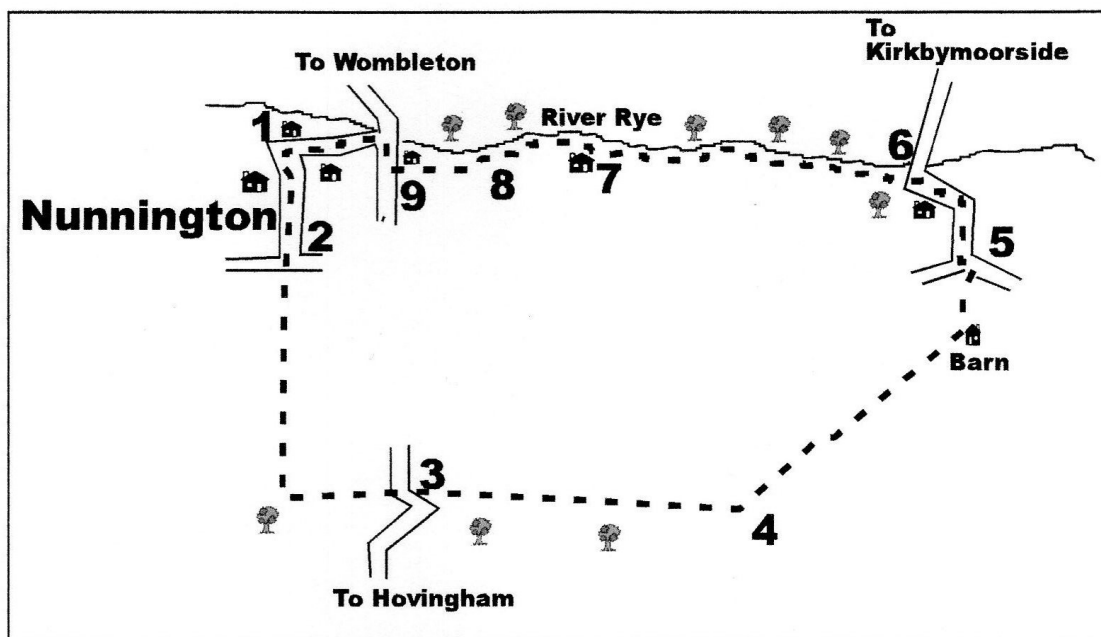 To
Kirkbymoorside
To Wombleton
River Rye
1
6
9
8
7
Nunnington
2
5
Barn
3
4
To Hovingham